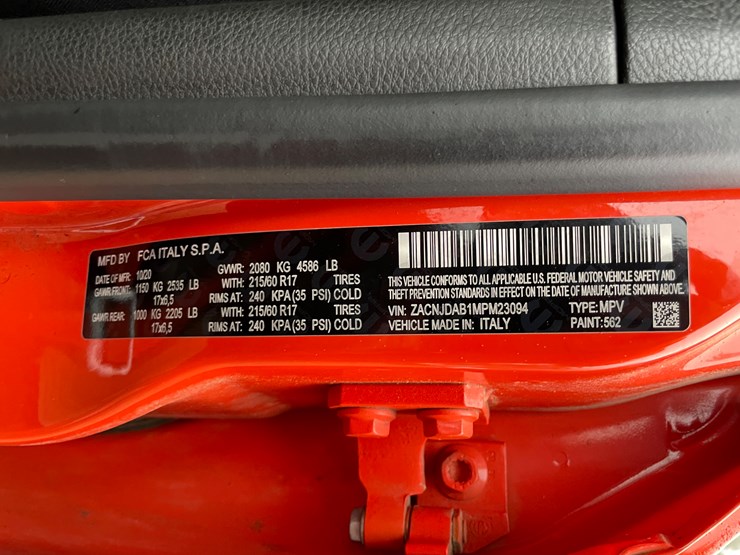 MFD BY FCA ITALY S.P.A.
DATE OF MFR: 10/20 GVWR: 2080 KG 4586 LB
GAWR FRONT: 1150 KG 2535 LB WITH: 215/60 R17 TIRES
17x6,5 RIMS AT: 240 KPA(35 PSI) COLD
GAWR REAR: 1000 KG 2205 LB WITH: 215/60 R17 TIRES
17x6,5 RIMS AT: 240 KPA(35 PSI) COLD
THIS VEHICLE CONFORMS TO ALL APPLICABLE U.S. FEDERAL MOTOR VEHICLE SAFETY AND
THEFT PREVENTION STANDARDS IN EFFECT ON THE DATE OF MANUFACTURE SHOWN ABOVE.
VIN: ZACNJDAB1MPM23094 TYPE: MPV
VEHICLE MADE IN: ITALY PAINT: 562